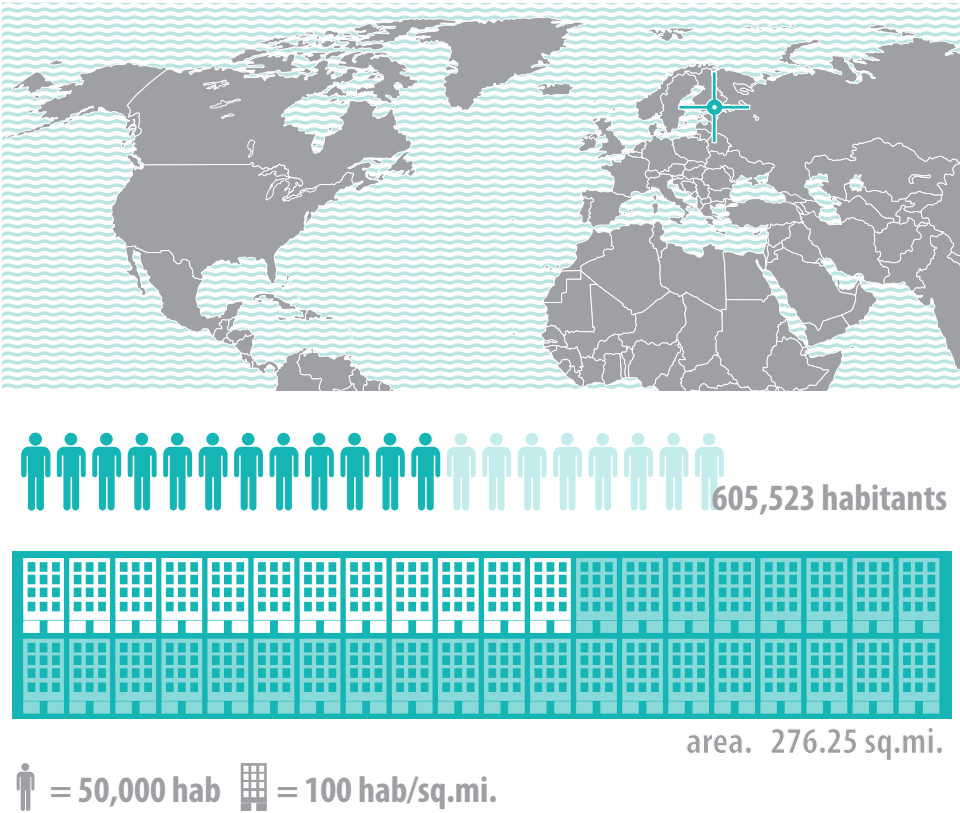 605,523 habitants
area. 276.25 sq.mi.
= 50,000 hab = 100 hab/sq.mi.